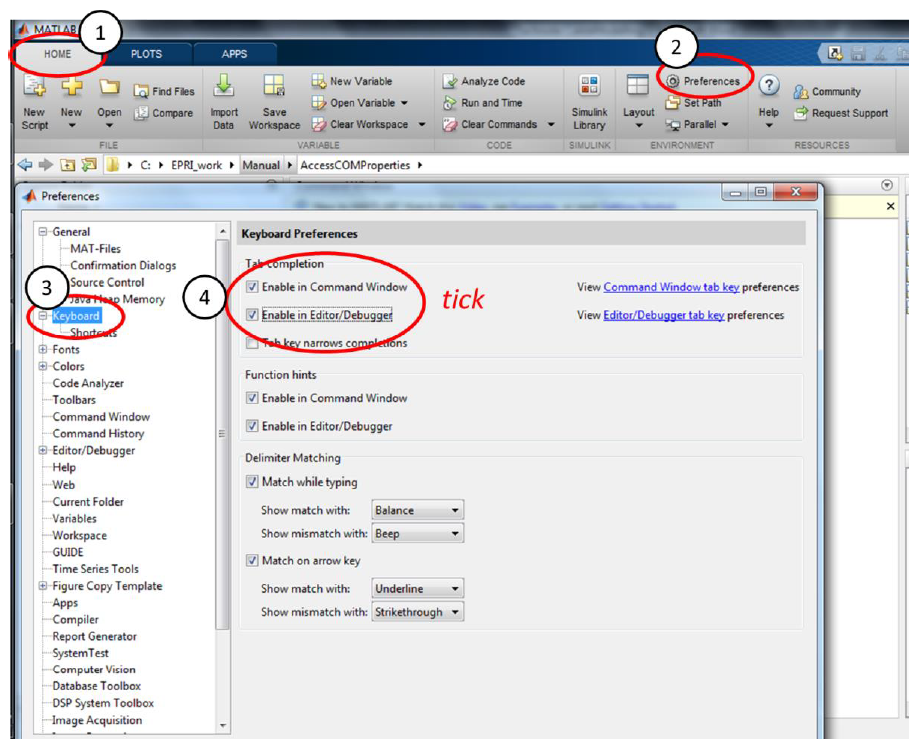 MATLAB
1
HOME PLOTS APPS
2
New Script
New
Open
Find Files
Compare
Import Data
Save Workspace
New Variable
Open Variable
Clear Workspace
Analyze Code
Run and Time
Clear Commands
Simulink Library
Layout
Preferences
Set Path
Parallel
Help
Community
Request Support
FILE VARIABLE CODE SIMULINK ENVIRONMENT RESOURCES
C: EPRI_work Manual AccessCOMProperties
Preferences
General
MAT-Files
Confirmation Dialogs
Source Control
Java Heap Memory
3
Keyboard
Shortcuts
Fonts
Colors
Code Analyzer
Toolbars
Command Window
Command History
Editor/Debugger
Help
Web
Current Folder
Variables
Workspace
GUIDE
Time Series Tools
Figure Copy Template
Apps
Compiler
Report Generator
SystemTest
Computer Vision
Database Toolbox
DSP System Toolbox
Image Acquisition
Keyboard Preferences
Tab completion
4
Enable in Command Window
tick
View Command Window tab key preferences
Enable in Editor/Debugger
View Editor/Debugger tab key preferences
Tab key narrows completions
Function hints
Enable in Command Window
Enable in Editor/Debugger
Delimiter Matching
Match while typing
Show match with: Balance
Show mismatch with: Beep
Match on arrow key
Show match with: Underline
Show mismatch with: Strikethrough